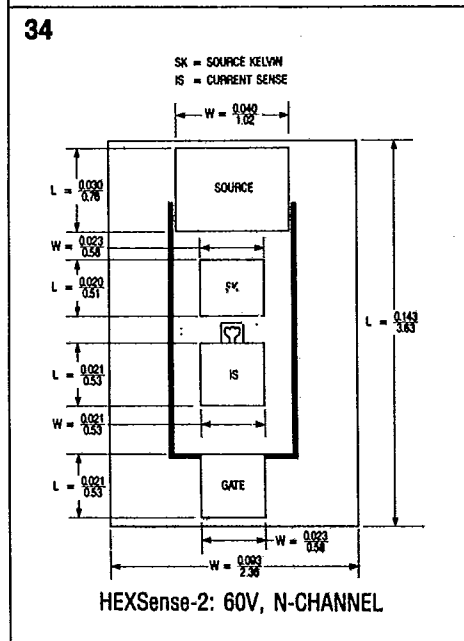 34
SK = SOURCE KELVIN
IS = CURRENT SENSE
W = 0.040
1.02
SOURCE
L = 0.030
0.76
W = 0.023
0.58
L = 0.020
0.51
SK
L = 0.143
3.63
L = 0.021
0.53
IS
W = 0.021
0.53
L = 0.021
0.53
GATE
W = 0.023
0.58
W = 0.093
2.36
HEXSense-2: 60V, N-CHANNEL